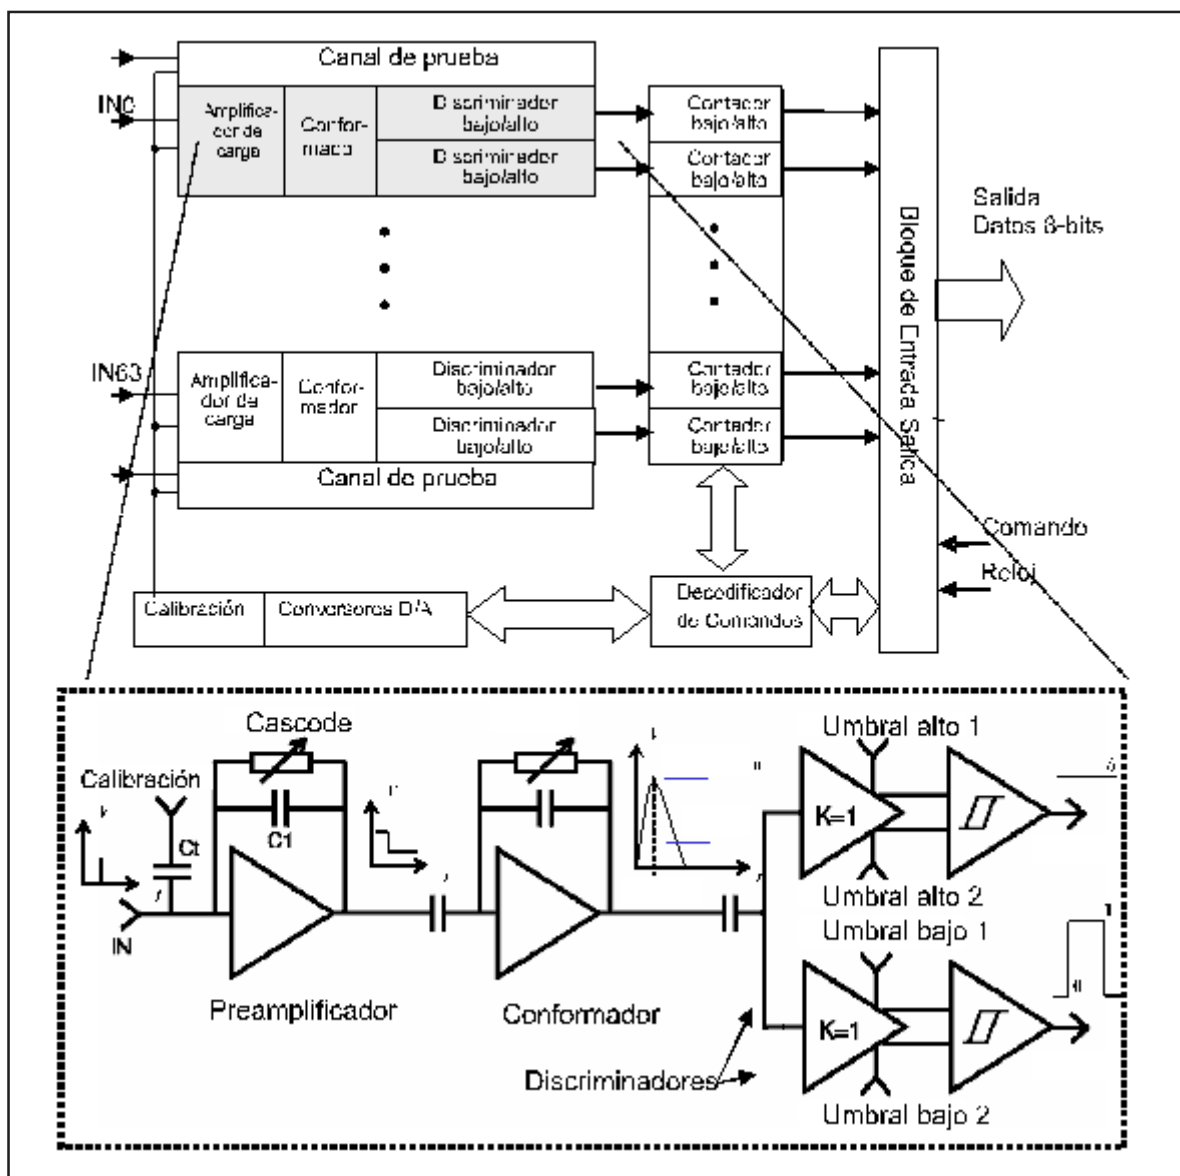 Canal de prueba
IN0
Amplifica-
dor de
carga
Confor-
mado
Discriminador
bajo/alto
Discriminador
bajo/alto
Contador
bajo/alto
Contador
bajo/alto
Salida
Datos 8-bits
Bloque de Entrada Salida
IN63
Amplifica-
dor de
carga
Confor-
mador
Discriminador
bajo/alto
Discriminador
bajo/alto
Contador
bajo/alto
Contador
bajo/alto
Canal de prueba
Comando
Reloj
Calibración
Conversores D/A
Decodificador
de Comandos
Cascode
Calibración
Ct
C1
IN
Preamplificador
Conformador
Umbral alto 1
K=1
Umbral alto 2
Umbral bajo 1
K=1
Discriminadores
Umbral bajo 2